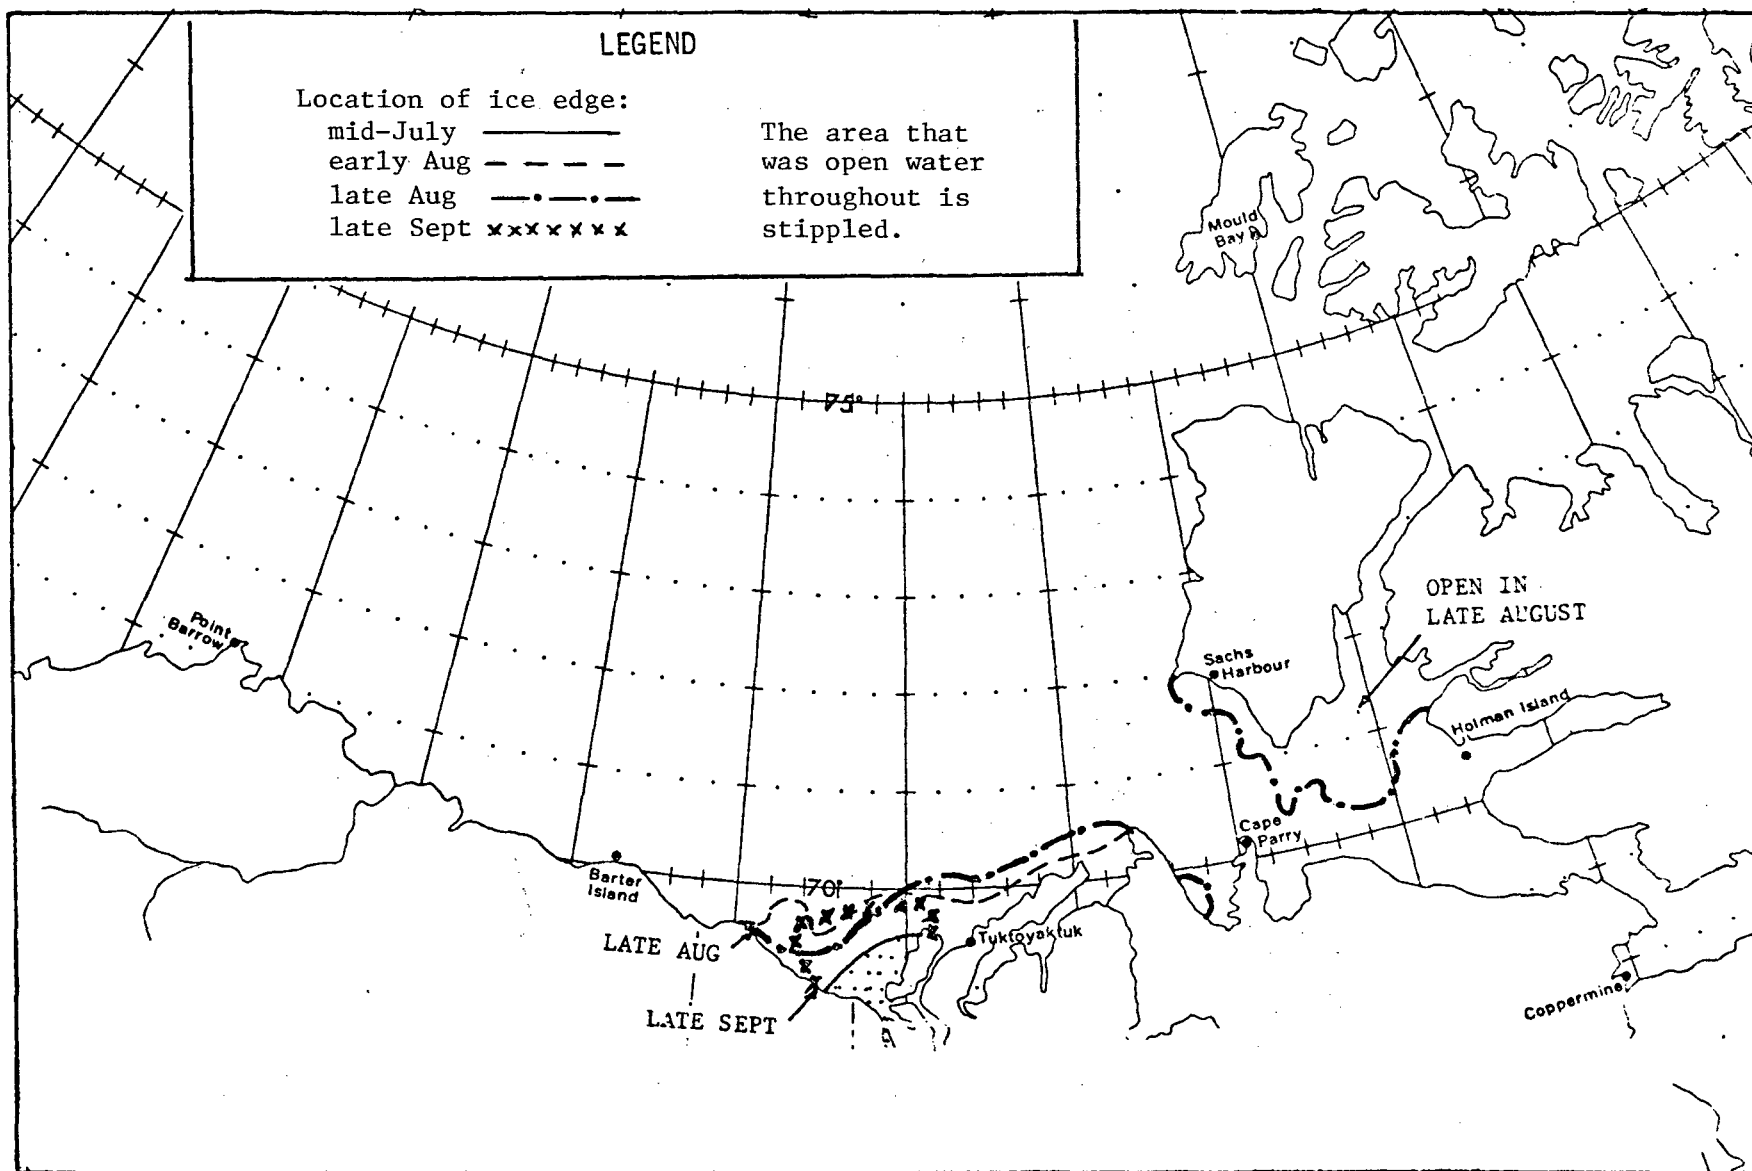 LEGEND
Location of ice edge:
mid-July
early Aug
late Aug
late Sept
The area that
was open water
throughout is
stippled.
Mould
Bay
75°
Point
Barrow
OPEN IN
LATE AUGUST
Sachs
Harbour
Holman Island
Cape
Parry
Barter
Island
70°
LATE AUG
Tuktoyaktuk
LATE SEPT
Coppermine